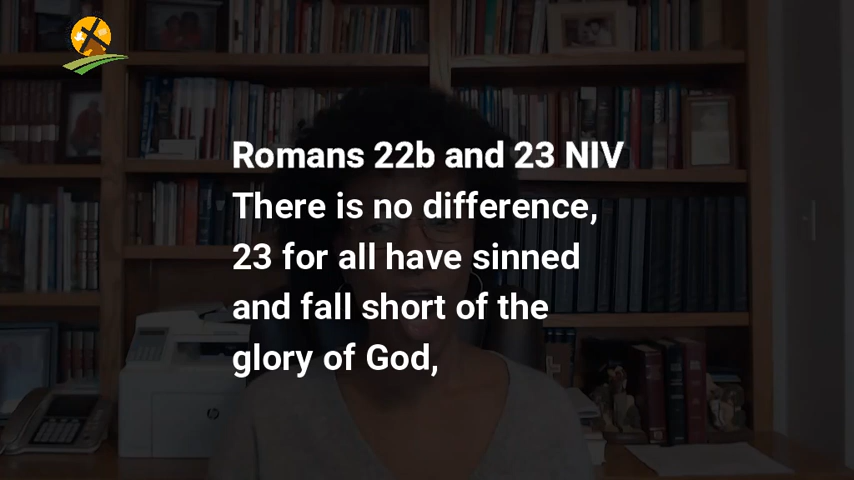 Romans 22b and 23 NIV
There is no difference,
23 for all have sinned
and fall short of the
glory of God,